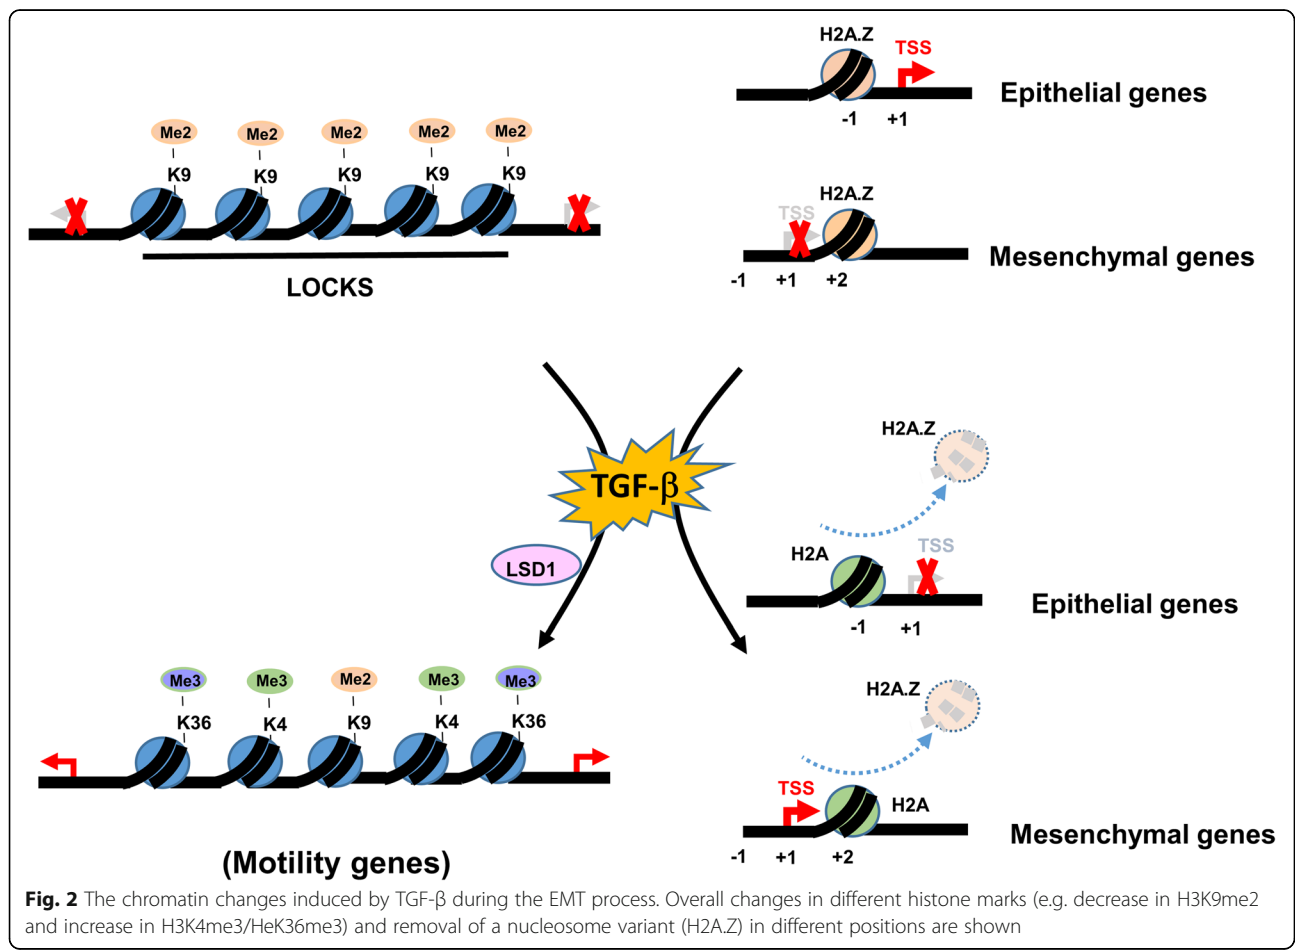 Me2 Me2 Me2 Me2 Me2
K9 K9 K9 K9 K9
LOCKS
H2A.Z
TSS
Epithelial genes
-1 +1
H2A.Z
TSS
Mesenchymal genes
-1 +1 +2
TGF-β
LSD1
H2A.Z
H2A
TSS
Epithelial genes
-1 +1
Me3 Me3 Me2 Me3 Me3
K36 K4 K9 K4 K36
(Motility genes)
H2A.Z
TSS
H2A
Mesenchymal genes
-1 +1 +2
Fig. 2 The chromatin changes induced by TGF-β during the EMT process. Overall changes in different histone marks (e.g. decrease in H3K9me2
and increase in H3K4me3/HeK36me3) and removal of a nucleosome variant (H2A.Z) in different positions are shown